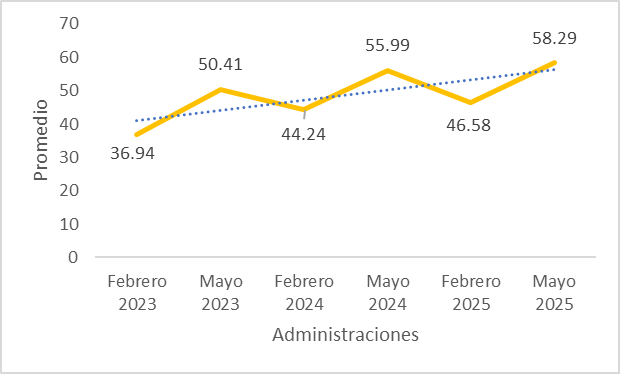 70
60
50
40
30
20
10
0
Promedio
36.94
50.41
44.24
55.99
46.58
58.29
Febrero
2023
Mayo
2023
Febrero
2024
Mayo
2024
Febrero
2025
Mayo
2025
Administraciones